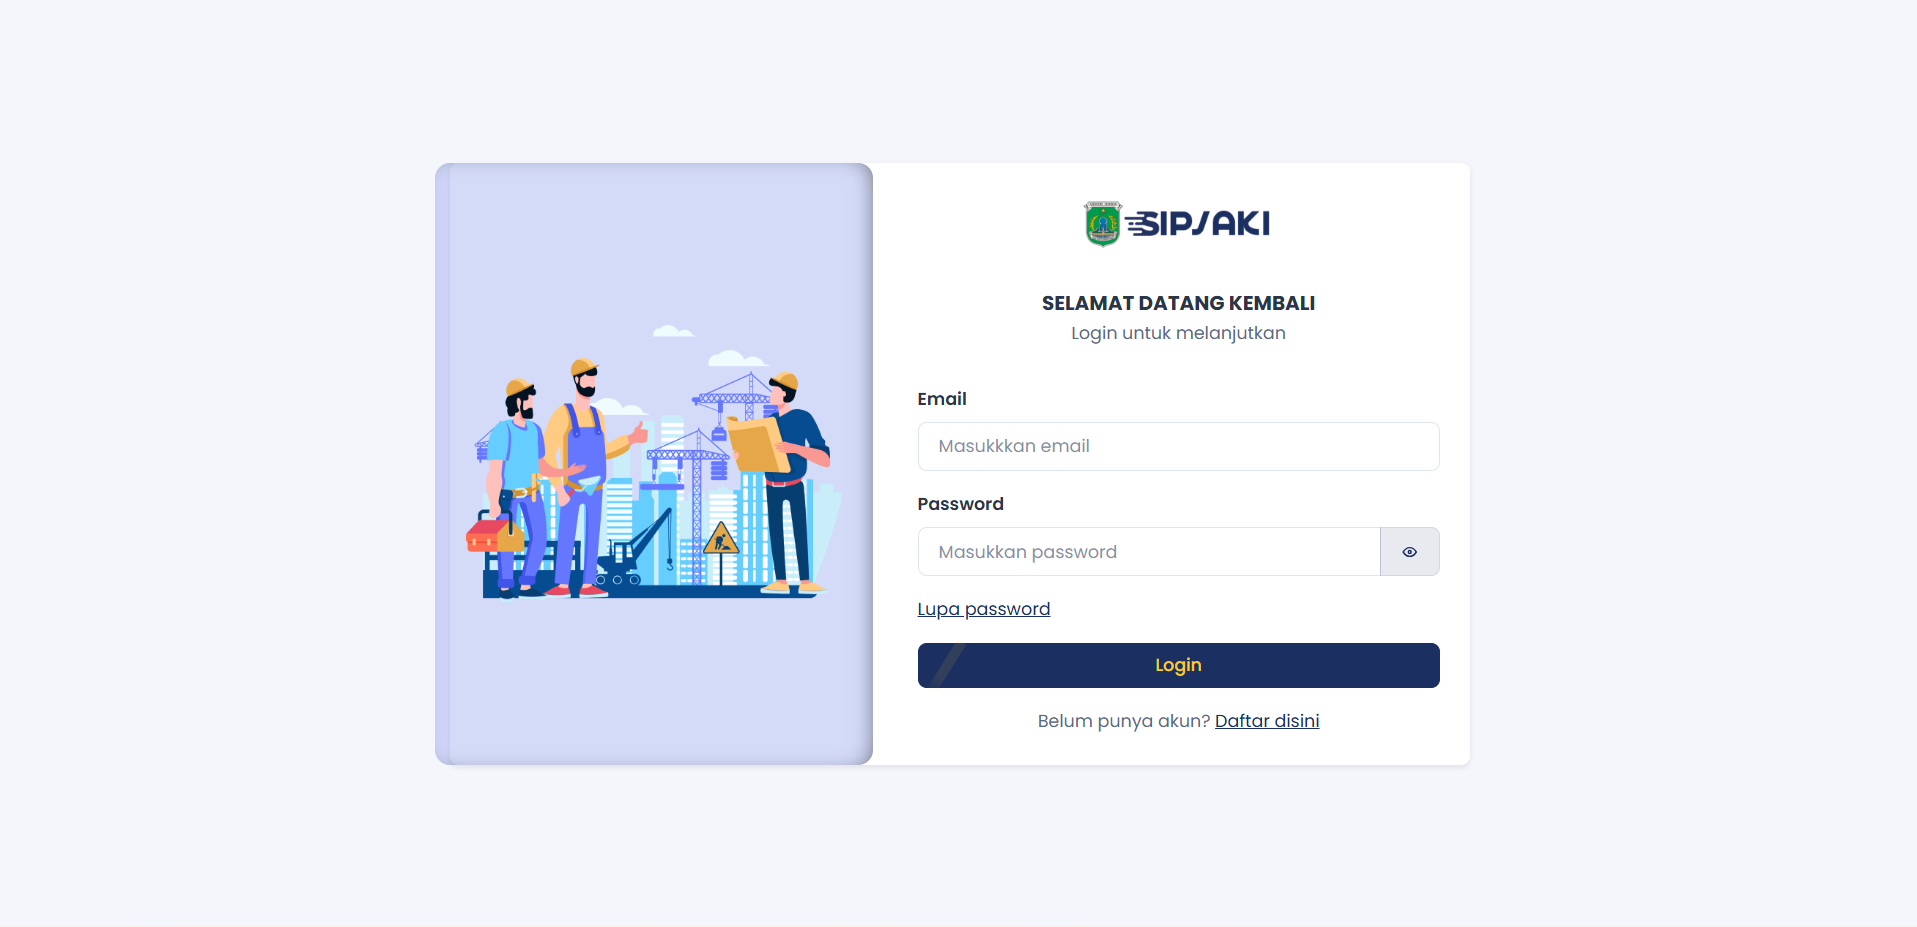 SIPJAKI
SELAMAT DATANG KEMBALI
Login untuk melanjutkan
Email
Masukkkan email
Password
Masukkan password
Lupa password
Login
Belum punya akun? Daftar disini